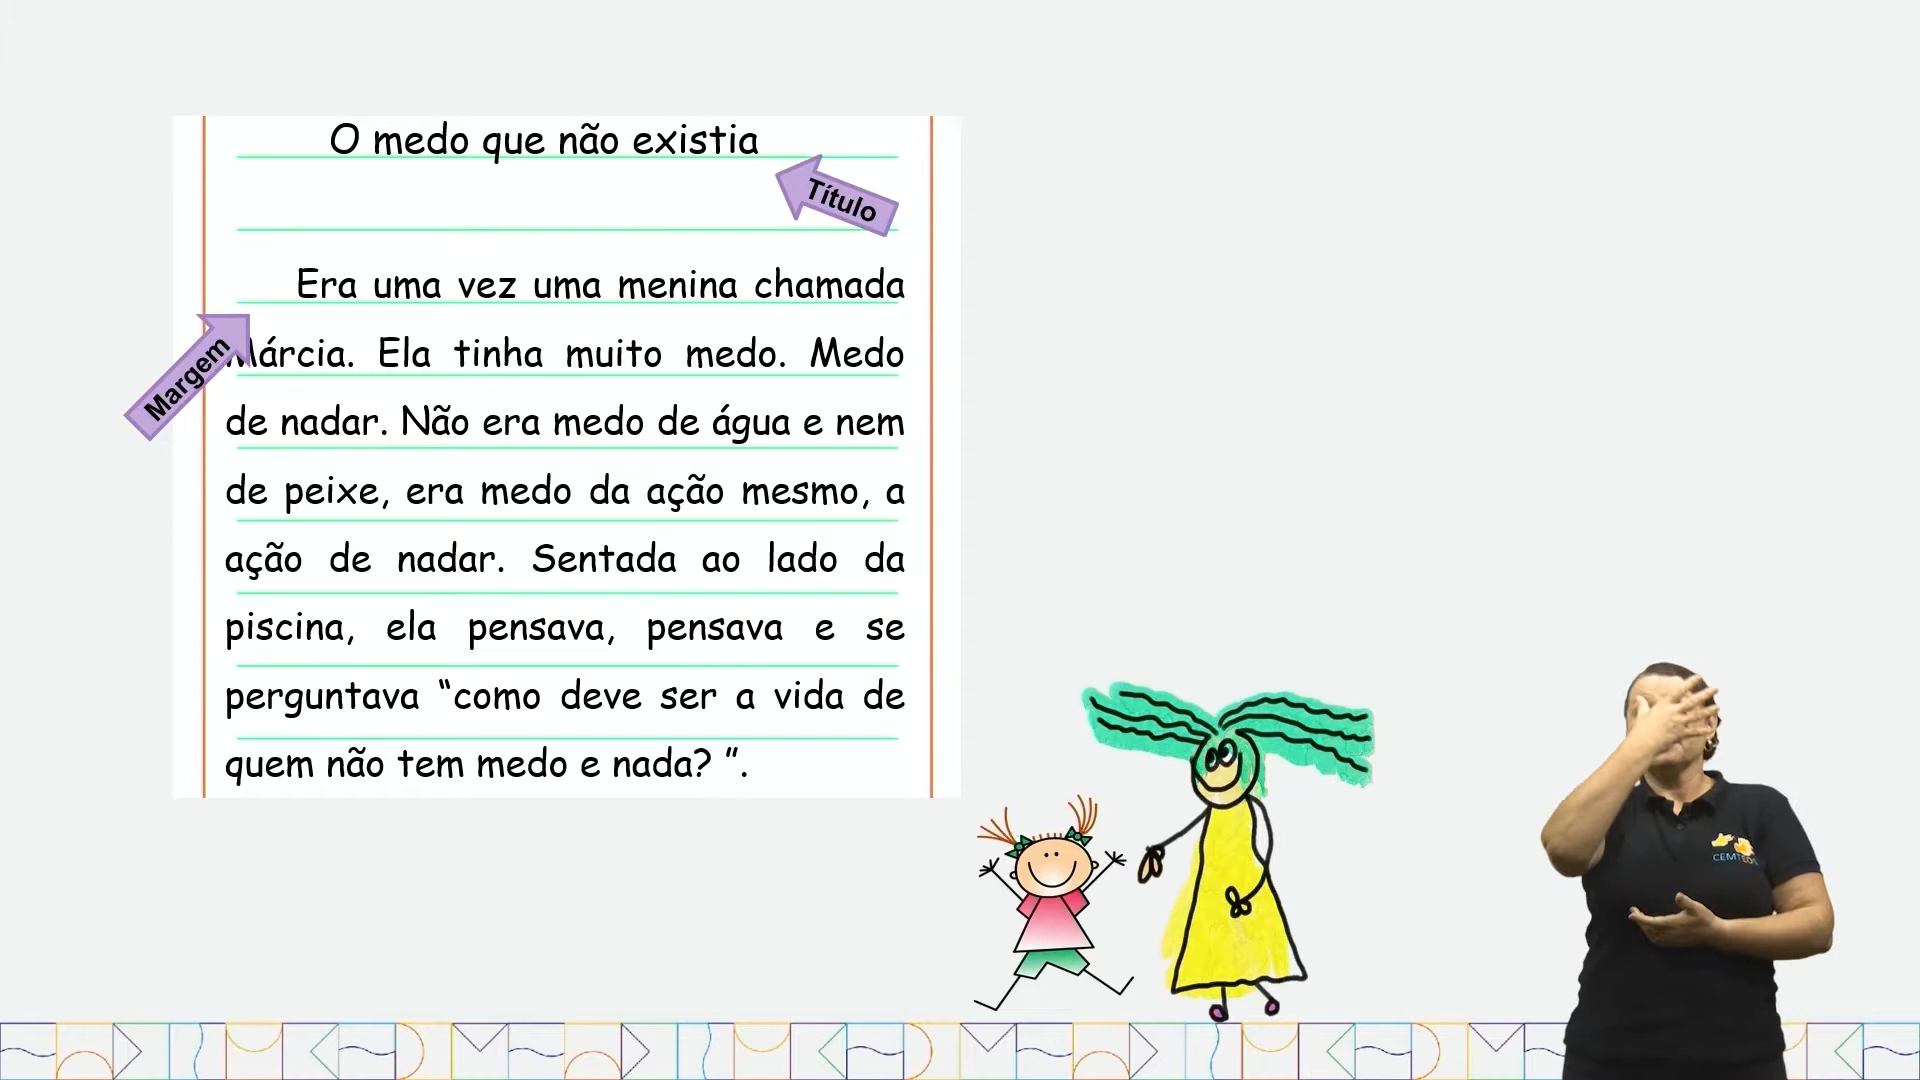 O medo que não existia
Título
Era uma vez uma menina chamada
Márcia. Ela tinha muito medo. Medo
de nadar. Não era medo de água e nem
de peixe, era medo da ação mesmo, a
ação de nadar. Sentada ao lado da
piscina, ela pensava, pensava e se
perguntava “como deve ser a vida de
quem não tem medo e nada? ”.
Margem